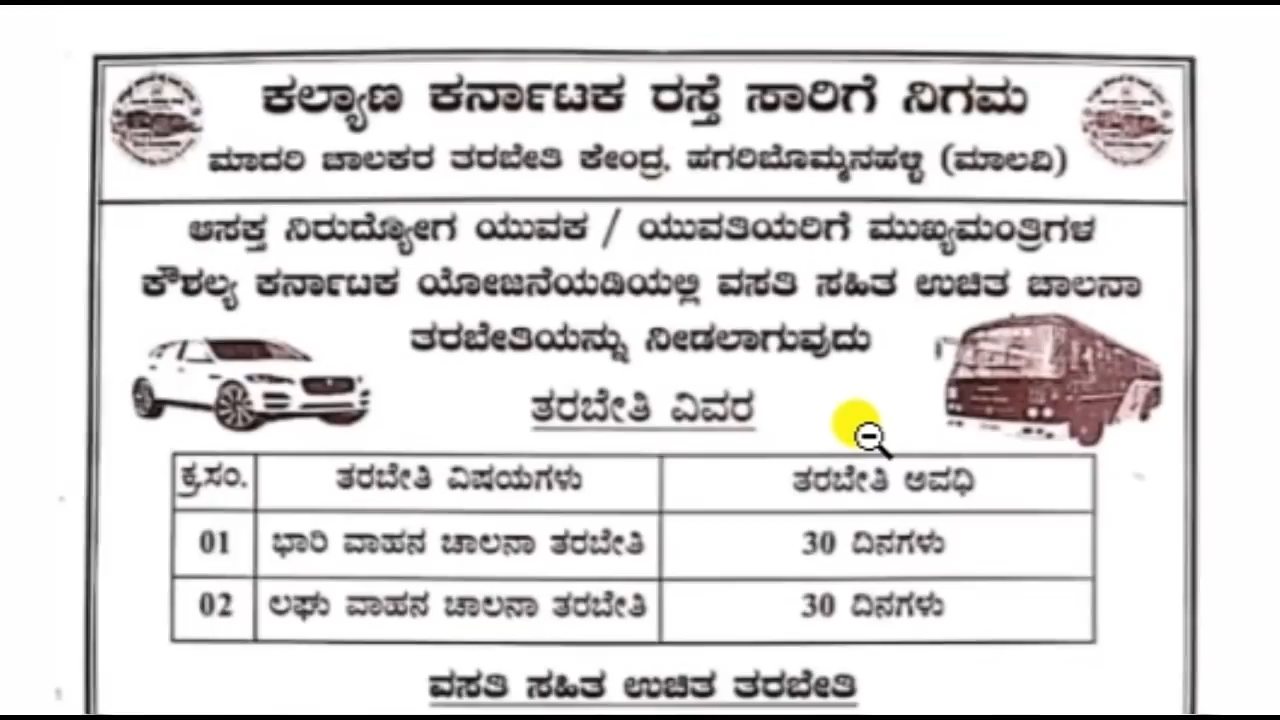 ಕಲ್ಯಾಣ ಕರ್ನಾಟಕ ರಸ್ತೆ ಸಾರಿಗೆ ನಿಗಮ
ಮಾದರಿ ಚಾಲಕರ ತರಬೇತಿ ಕೇಂದ್ರ. ಹಗರಿಬೊಮ್ಮನಹಳ್ಳಿ (ಮಾಲವಿ)
ಆಸಕ್ತ ನಿರುದ್ಯೋಗ ಯುವಕ / ಯುವತಿಯರಿಗೆ ಮುಖ್ಯಮಂತ್ರಿಗಳ
ಕೌಶಲ್ಯ ಕರ್ನಾಟಕ ಯೋಜನೆಯಡಿಯಲ್ಲಿ ವಸತಿ ಸಹಿತ ಉಚಿತ ಚಾಲನಾ
ತರಬೇತಿಯನ್ನು ನೀಡಲಾಗುವುದು
ತರಬೇತಿ ವಿವರ
ಕ್ರ.ಸಂ. ತರಬೇತಿ ವಿಷಯಗಳು ತರಬೇತಿ ಅವಧಿ
01 ಭಾರಿ ವಾಹನ ಚಾಲನಾ ತರಬೇತಿ 30 ದಿನಗಳು
02 ಲಘು ವಾಹನ ಚಾಲನಾ ತರಬೇತಿ 30 ದಿನಗಳು
ವಸತಿ ಸಹಿತ ಉಚಿತ ತರಬೇತಿ